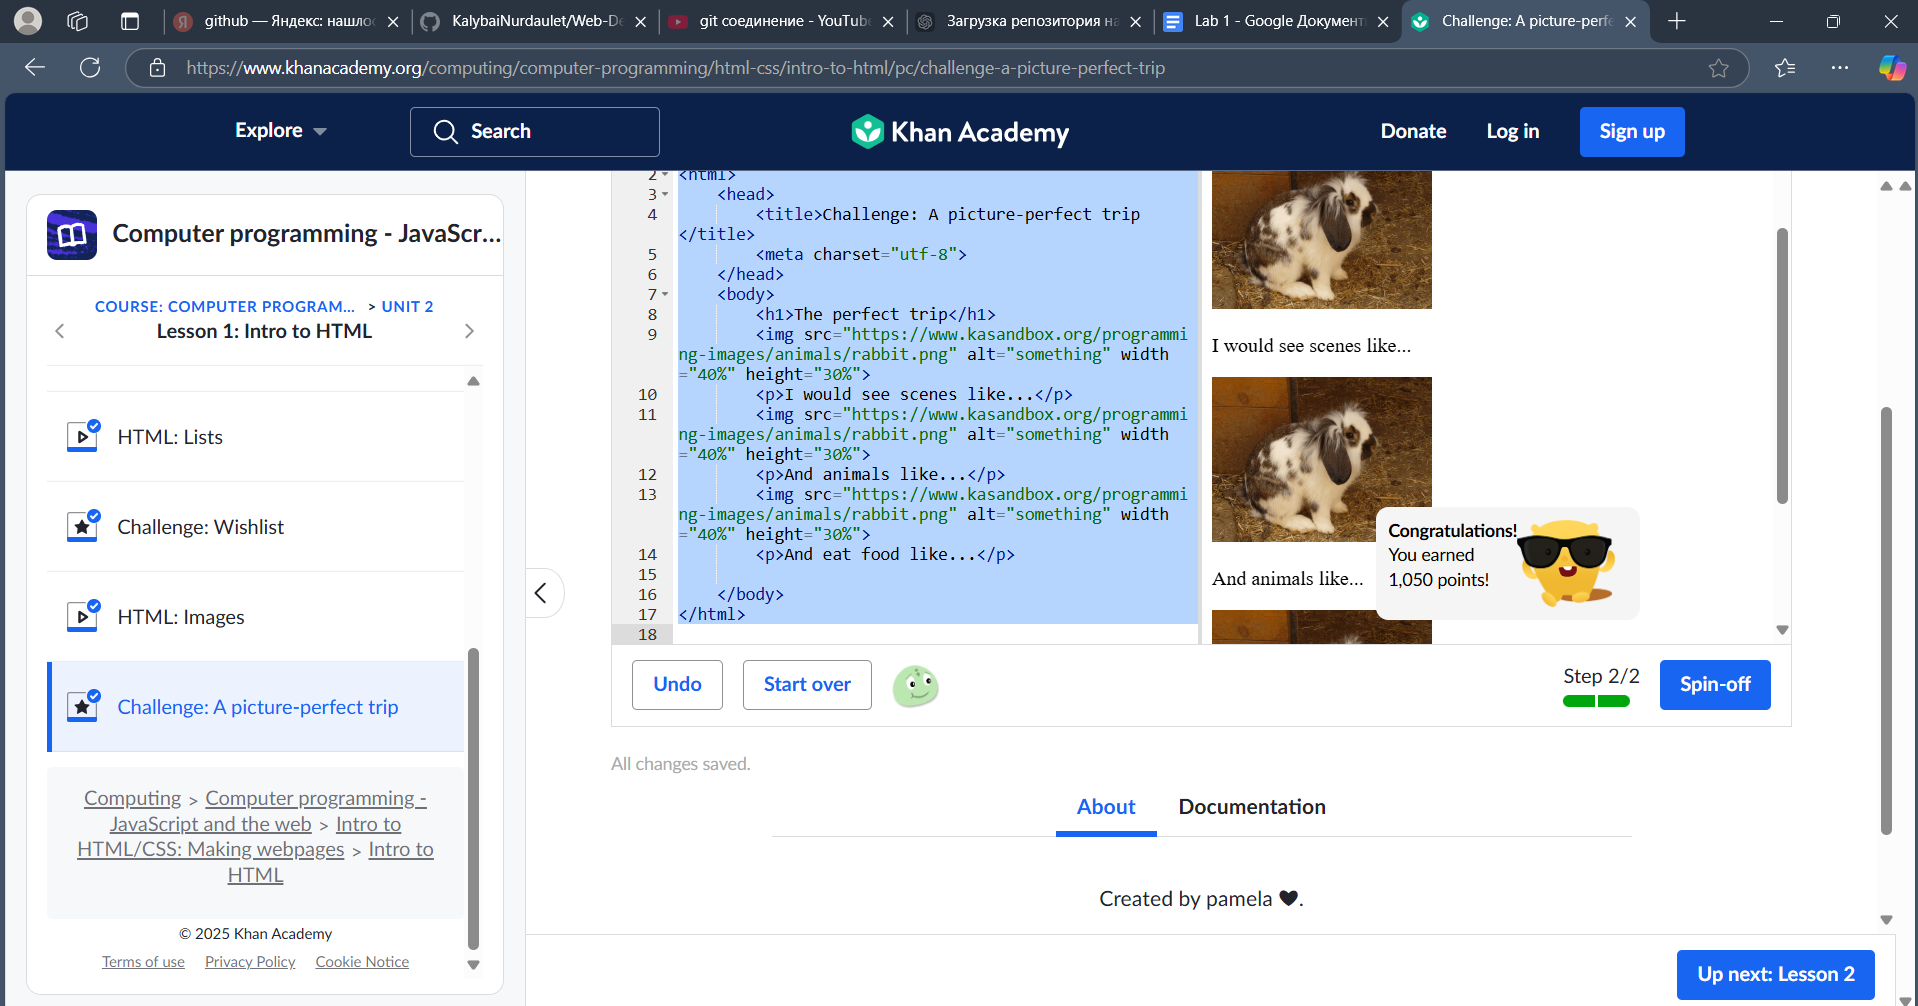 github — Яндекс: нашлос
KalybaiNurdaulet/Web-De
git соединение - YouTube
Загрузка репозитория на
Lab 1 - Google Документ
Challenge: A picture-perfe
https://www.khanacademy.org/computing/computer-programming/html-css/intro-to-html/pc/challenge-a-picture-perfect-trip
Explore
Search
Khan Academy
Donate
Log in
Sign up
Computer programming - JavaScr...
COURSE: COMPUTER PROGRAM... > UNIT 2
Lesson 1: Intro to HTML
HTML: Lists
Challenge: Wishlist
HTML: Images
Challenge: A picture-perfect trip
Computing > Computer programming -
JavaScript and the web > Intro to
HTML/CSS: Making webpages > Intro to
HTML
© 2025 Khan Academy
Terms of use Privacy Policy Cookie Notice
2 <html>
3 <head>
4 <title>Challenge: A picture-perfect trip
</title>
5 <meta charset="utf-8">
6 </head>
7 <body>
8 <h1>The perfect trip</h1>
9 <img src="https://www.kasandbox.org/programmi
ng-images/animals/rabbit.png" alt="something" width
="40%" height="30%">
10 <p>I would see scenes like...</p>
11 <img src="https://www.kasandbox.org/programmi
ng-images/animals/rabbit.png" alt="something" width
="40%" height="30%">
12 <p>And animals like...</p>
13 <img src="https://www.kasandbox.org/programmi
ng-images/animals/rabbit.png" alt="something" width
="40%" height="30%">
14 <p>And eat food like...</p>
15
16 </body>
17 </html>
18
I would see scenes like...
And animals like...
Congratulations!
You earned
1,050 points!
Undo
Start over
Step 2/2
Spin-off
All changes saved.
About
Documentation
Created by pamela ♥.
Up next: Lesson 2